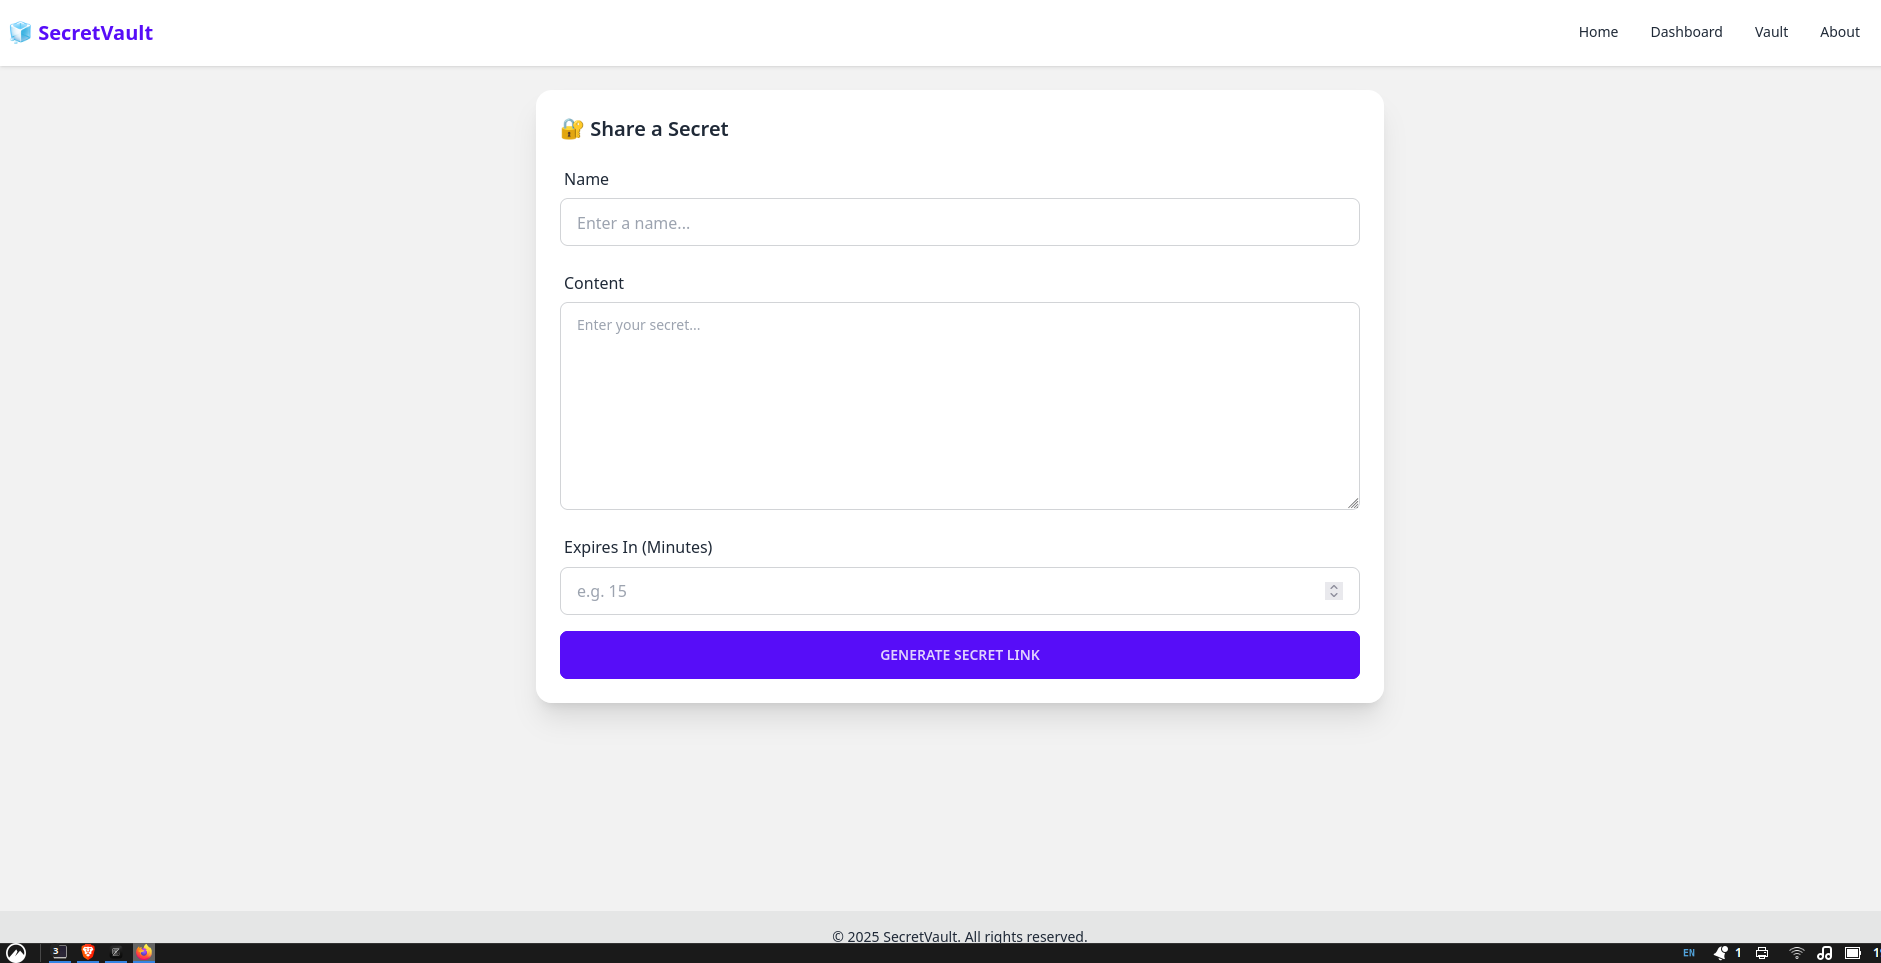 SecretVault
Home Dashboard Vault About
Share a Secret
Name
Enter a name...
Content
Enter your secret...
Expires In (Minutes)
e.g. 15
GENERATE SECRET LINK
© 2025 SecretVault. All rights reserved.
EN 1